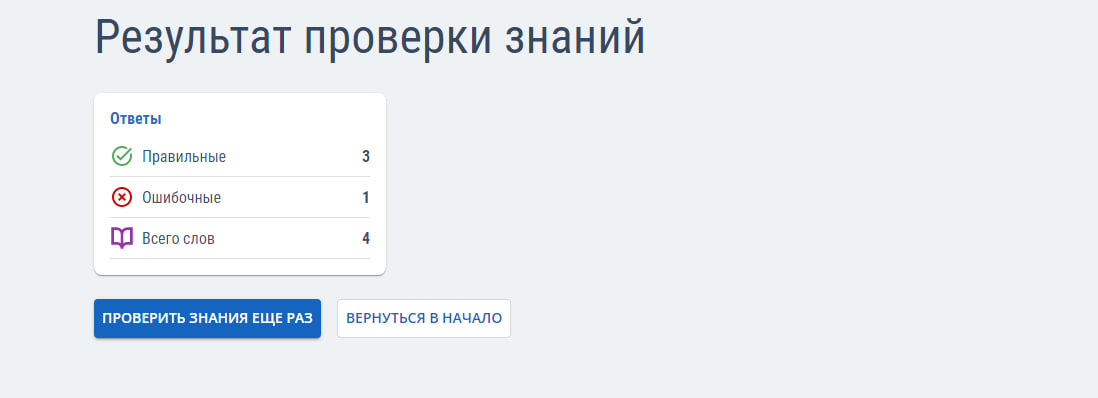 Результат проверки знаний
Ответы
Правильные 3
Ошибочные 1
Всего слов 4
ПРОВЕРИТЬ ЗНАНИЯ ЕЩЕ РАЗ ВЕРНУТЬСЯ В НАЧАЛО